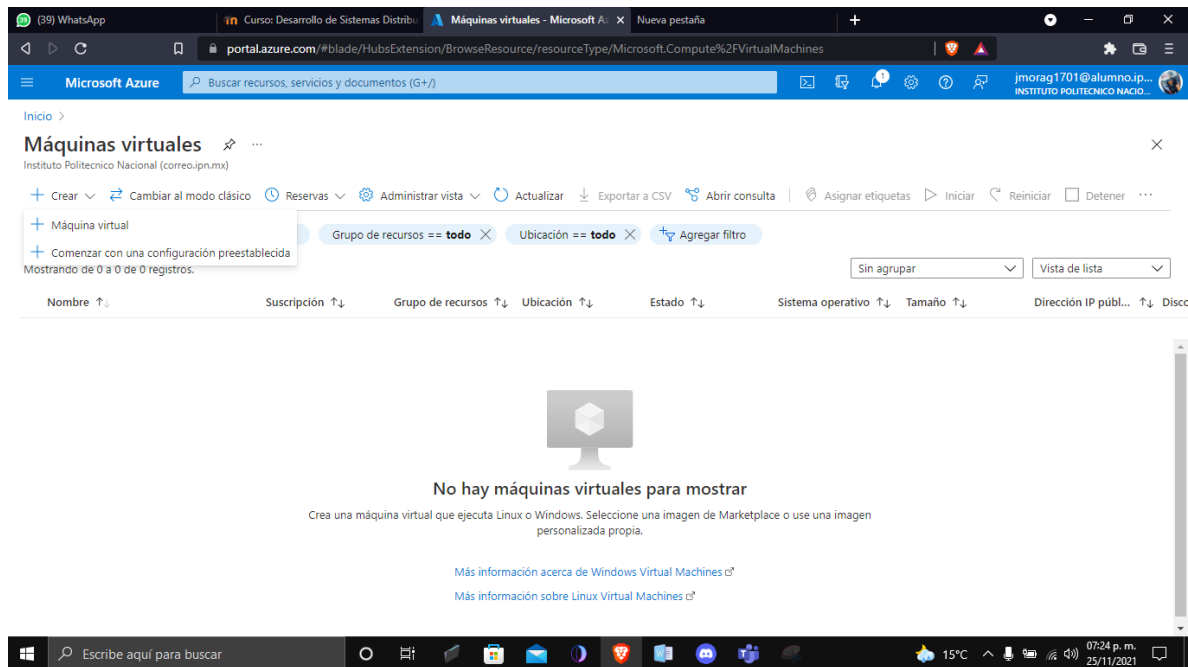 (39) WhatsApp
Curso: Desarrollo de Sistemas Distribu
Máquinas virtuales - Microsoft Az
Nueva pestaña
portal.azure.com/#blade/HubsExtension/BrowseResource/resourceType/Microsoft.Compute%2FVirtualMachines
Microsoft Azure
Buscar recursos, servicios y documentos (G+/)
jmorag1701@alumno.ip...
INSTITUTO POLITECNICO NACIO...
Inicio >
Máquinas virtuales
Instituto Politecnico Nacional (correo.ipn.mx)
Crear
Cambiar al modo clásico
Reservas
Administrar vista
Actualizar
Exportar a CSV
Abrir consulta
Asignar etiquetas
Iniciar
Reiniciar
Detener
Máquina virtual
Comenzar con una configuración preestablecida
Grupo de recursos == todo
Ubicación == todo
Agregar filtro
Mostrando de 0 a 0 de 0 registros.
Sin agrupar
Vista de lista
Nombre ↑↓
Suscripción ↑↓
Grupo de recursos ↑↓
Ubicación ↑↓
Estado ↑↓
Sistema operativo ↑↓
Tamaño ↑↓
Dirección IP públ... ↑↓
Disco
No hay máquinas virtuales para mostrar
Crea una máquina virtual que ejecuta Linux o Windows. Seleccione una imagen de Marketplace o use una imagen
personalizada propia.
Más información acerca de Windows Virtual Machines
Más información sobre Linux Virtual Machines
Escribe aquí para buscar
15°C
07:24 p. m.
25/11/2021